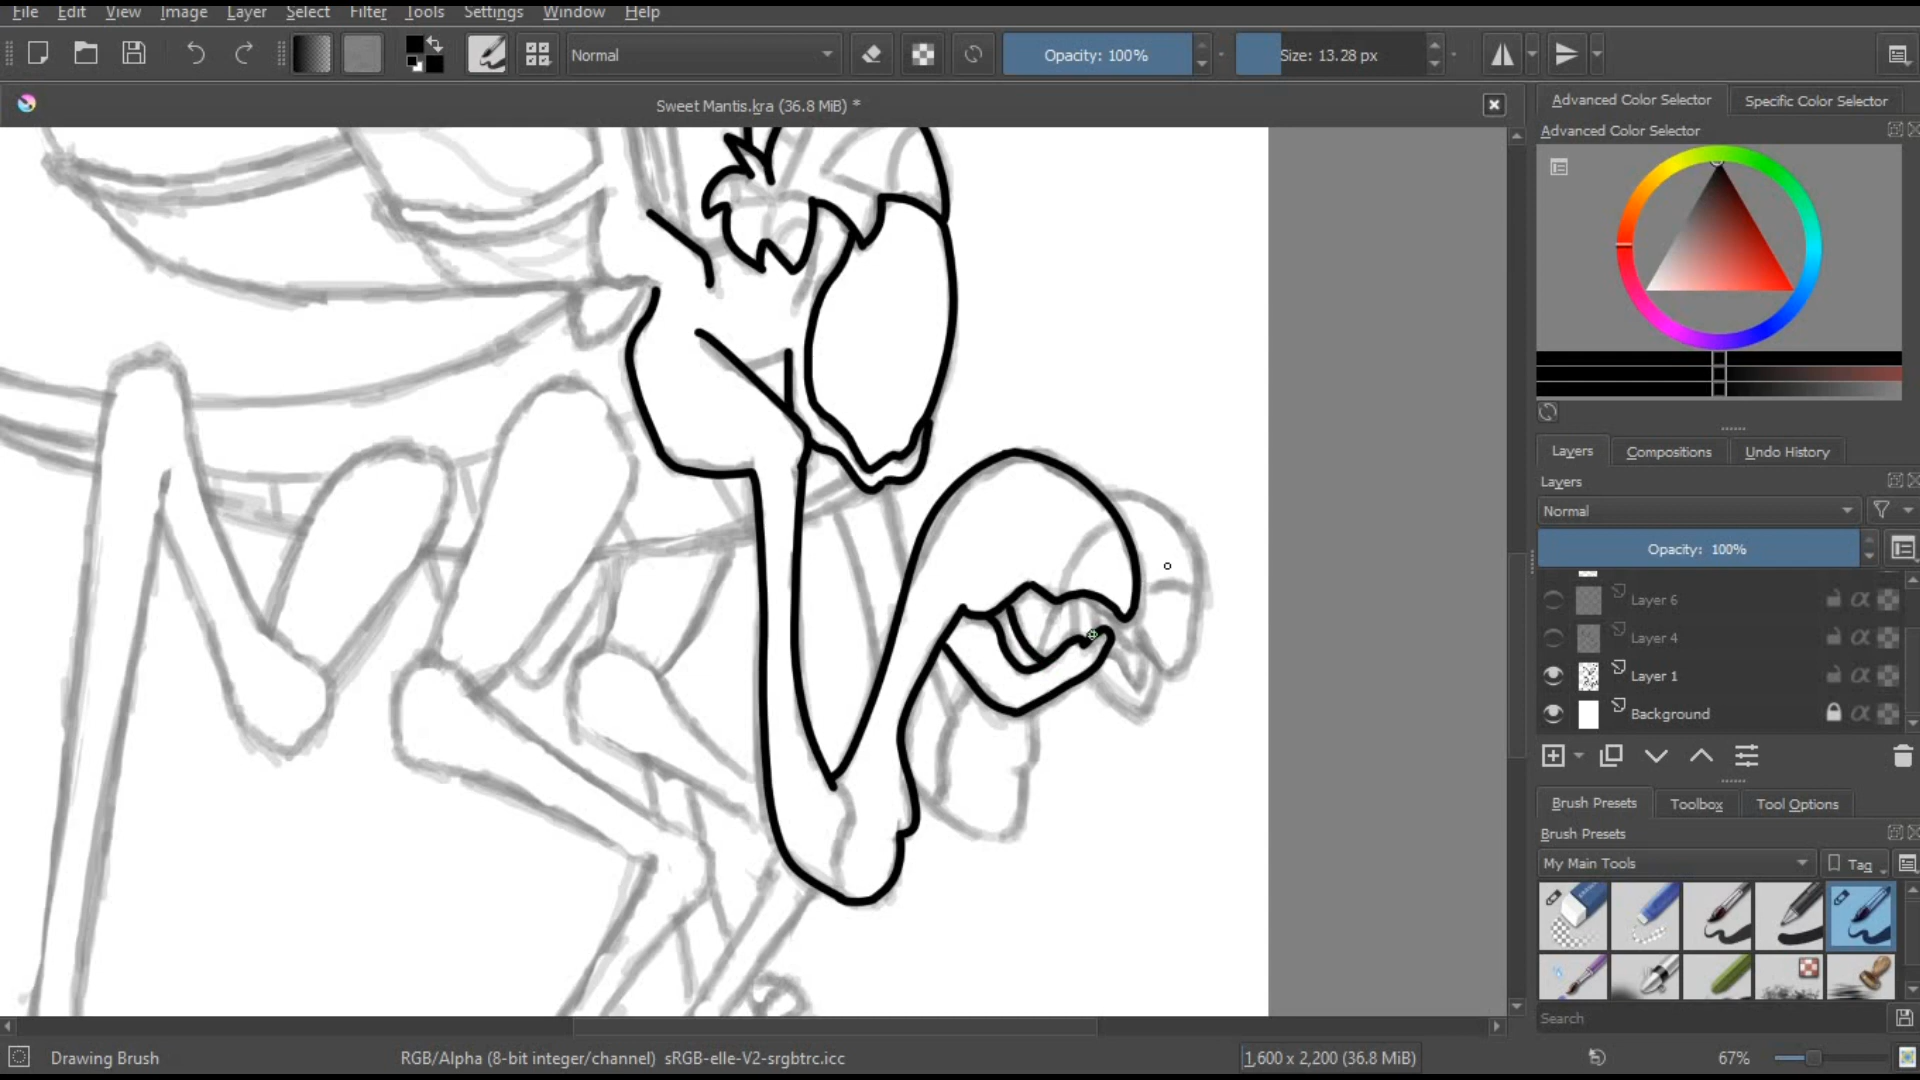 File Edit View Image Layer Select Filter Tools Settings Window Help
Normal Opacity: 100% Size: 13.28 px
Sweet Mantis.kra (36.8 MiB) *
Advanced Color Selector Specific Color Selector
Advanced Color Selector
Layers Compositions Undo History
Layers
Normal
Opacity: 100%
Layer 6
Layer 4
Layer 1
Background
Brush Presets Toolbox Tool Options
Brush Presets
My Main Tools Tag
Search
Drawing Brush RGB/Alpha (8-bit integer/channel) sRGB-elle-V2-srgbtrc.icc 1,600 x 2,200 (36.8 MiB) 67%